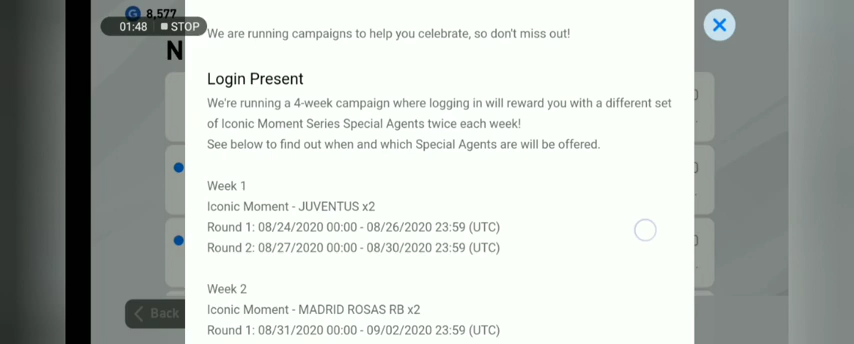 8,577
01:48 STOP
N
We are running campaigns to help you celebrate, so don't miss out!
Login Present
We're running a 4-week campaign where logging in will reward you with a different set
of Iconic Moment Series Special Agents twice each week!
See below to find out when and which Special Agents are will be offered.
Week 1
Iconic Moment - JUVENTUS x2
Round 1: 08/24/2020 00:00 - 08/26/2020 23:59 (UTC)
Round 2: 08/27/2020 00:00 - 08/30/2020 23:59 (UTC)
Week 2
Iconic Moment - MADRID ROSAS RB x2
Round 1: 08/31/2020 00:00 - 09/02/2020 23:59 (UTC)
Back